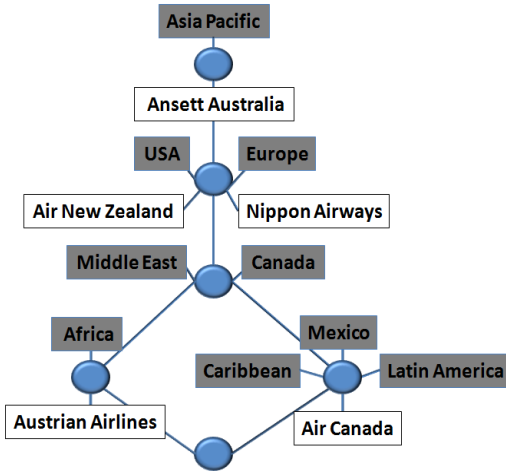 Asia Pacific
Ansett Australia
USA
Europe
Air New Zealand
Nippon Airways
Middle East
Canada
Africa
Mexico
Caribbean
Latin America
Austrian Airlines
Air Canada